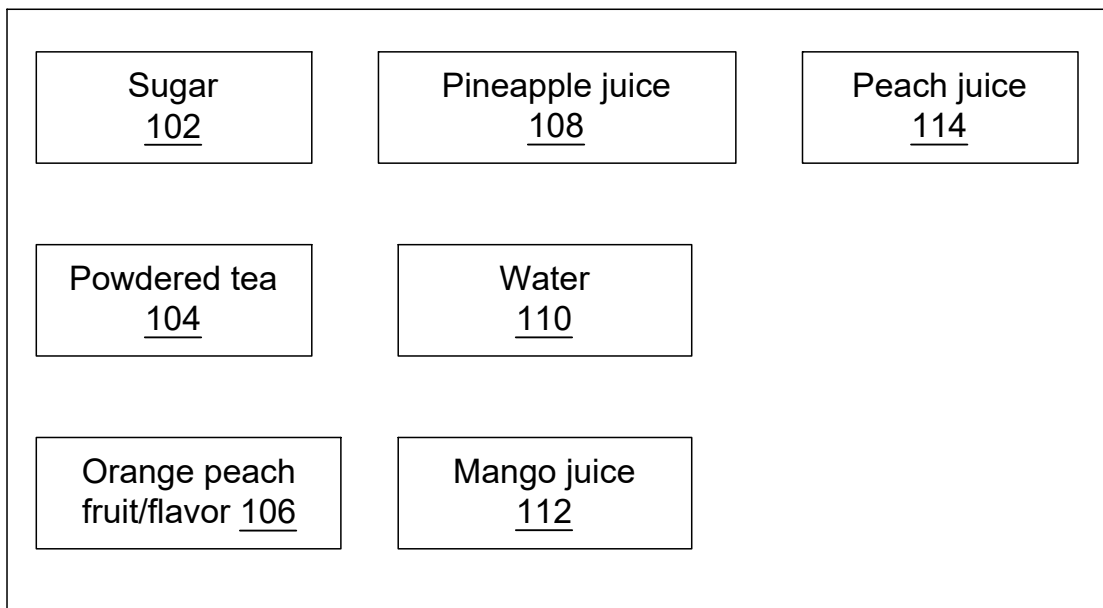 Sugar
102
Pineapple juice
108
Peach juice
114
Powdered tea
104
Water
110
Orange peach
fruit/flavor 106
Mango juice
112